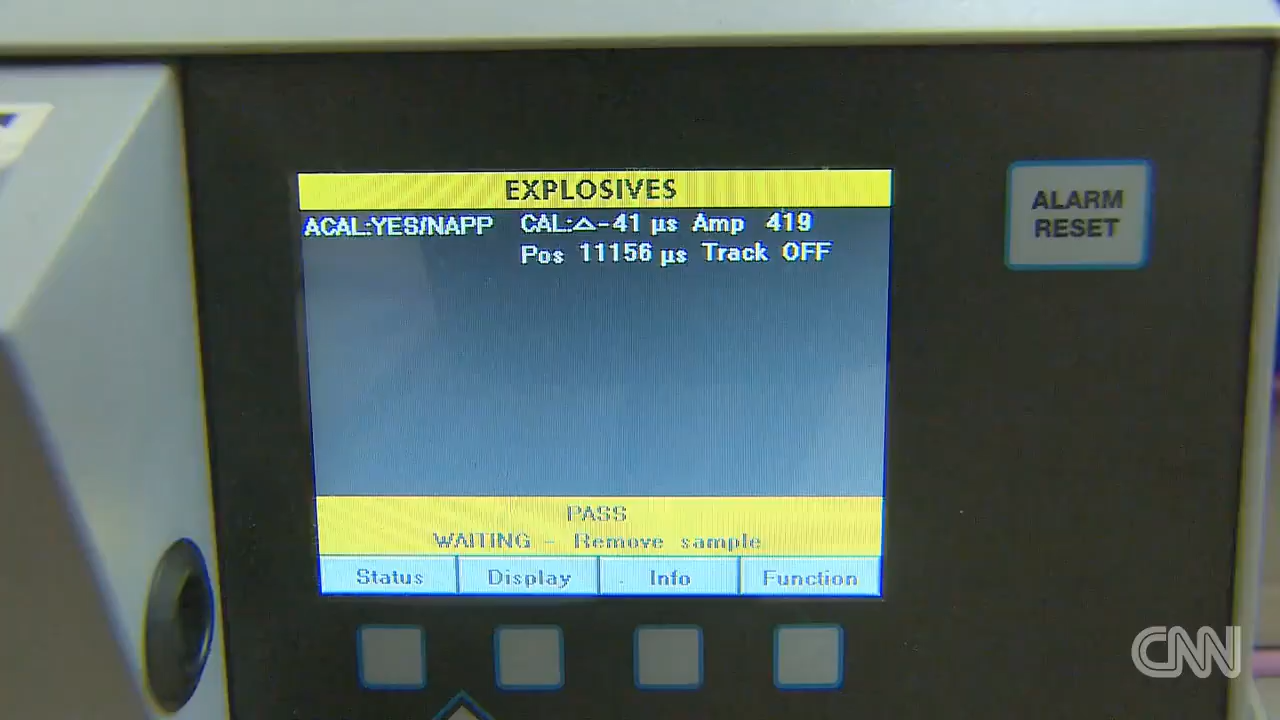 EXPLOSIVES
ACAL:YES/NAPP CAL:△-41 µs Amp 419
Pos 11156 µs Track OFF
ALARM
RESET
PASS
WAITING - Remove sample
Status Display Info Function
CNN